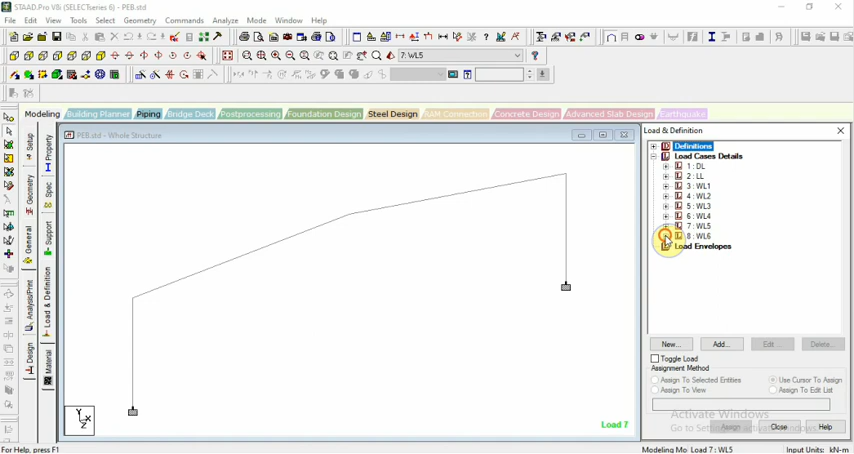 STAAD.Pro V8i (SELECTseries 6) - PEB.std
File Edit View Tools Select Geometry Commands Analyze Mode Window Help
7: WL5
Modeling Building Planner Piping Bridge Deck Postprocessing Foundation Design Steel Design RAM Connection Concrete Design Advanced Slab Design Earthquake
PEB.std - Whole Structure
Setup
Geometry
General
Analysis/Print
Design
Property
Spec
Support
Load & Definition
Material
Y
X
Z
Load 7
Load & Definition
Definitions
Load Cases Details
1 : DL
2 : LL
3 : WL1
4 : WL2
5 : WL3
6 : WL4
7 : WL5
8 : WL6
Load Envelopes
New... Add... Edit... Delete...
Toggle Load
Assignment Method
Assign To Selected Entities Use Cursor To Assign
Assign To View Assign To Edit List
Activate Windows
Assign Close Help
For Help, press F1
Modeling Mo Load 7 : WL5 Input Units: kN-m